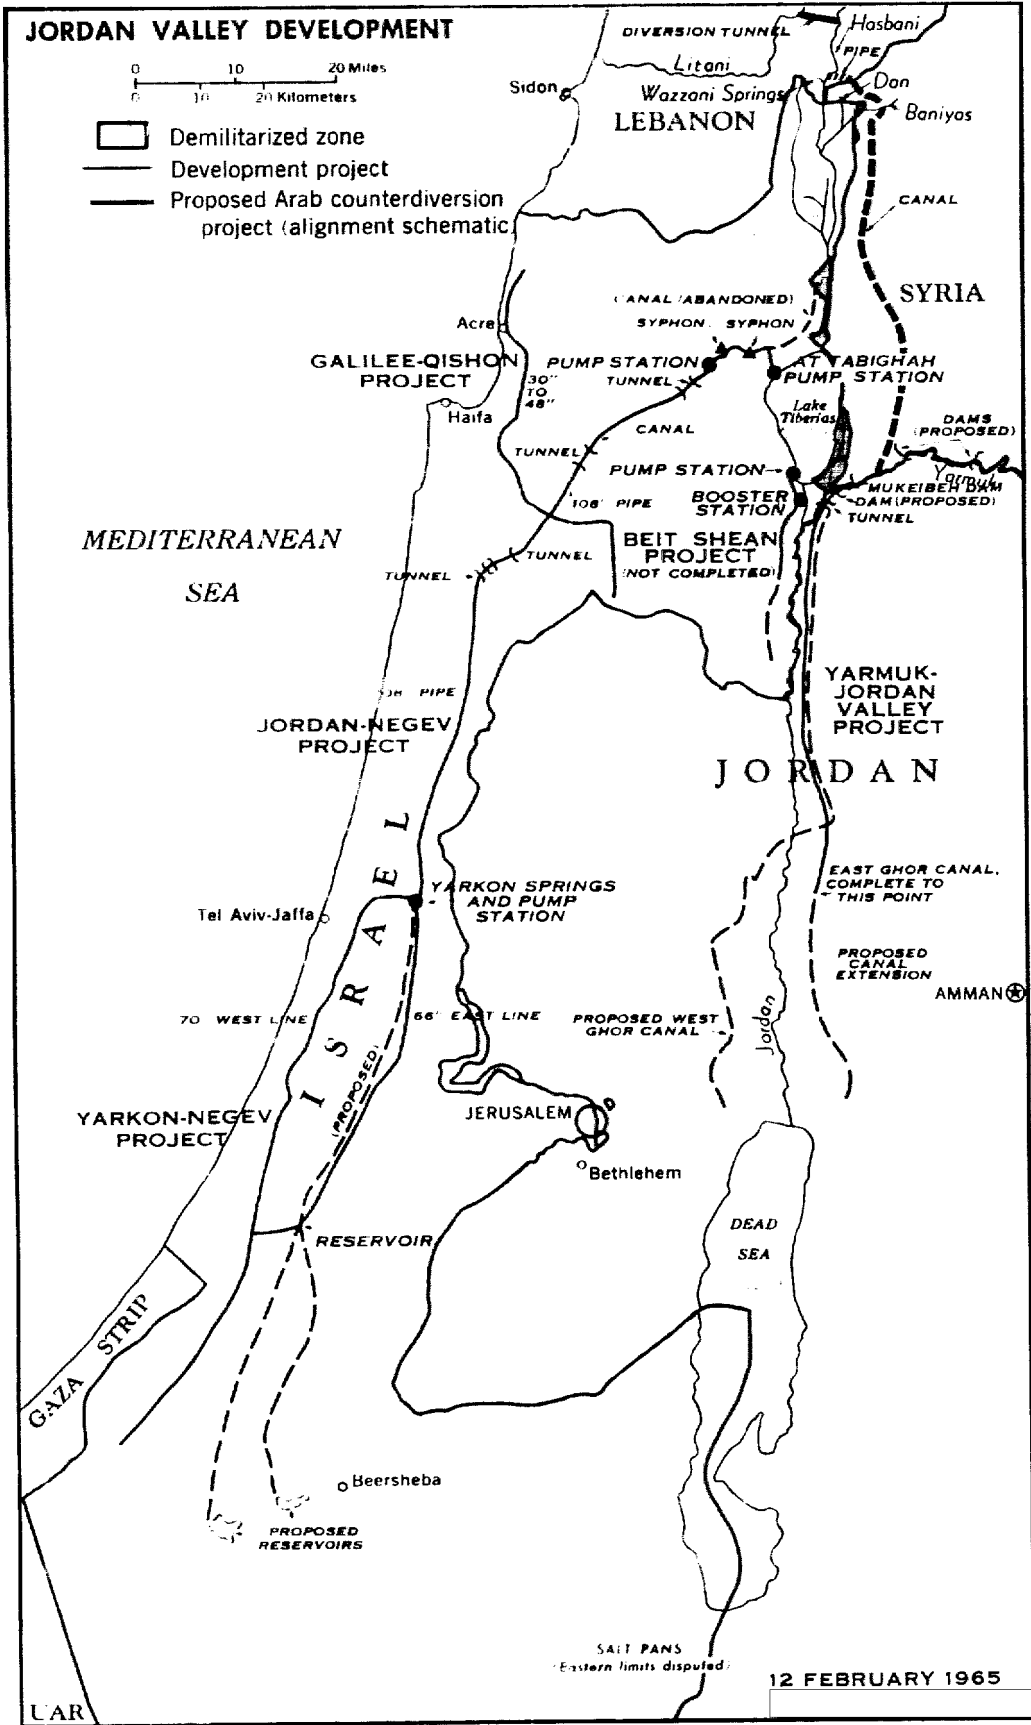 JORDAN VALLEY DEVELOPMENT
0 10 20 Miles
0 10 20 Kilometers
Demilitarized zone
Development project
Proposed Arab counterdiversion
project (alignment schematic)
DIVERSION TUNNEL
Hasbani
PIPE
Litani
Dan
Sidon
Wazzani Springs
Baniyas
LEBANON
CANAL
SYRIA
CANAL (ABANDONED)
SYPHON
SYPHON
Acre
GALILEE-QISHON
PROJECT
PUMP STATION
AT TABIGHAH
PUMP STATION
TUNNEL
30"
TO
48"
Haifa
Lake
Tiberias
DAMS
(PROPOSED)
CANAL
TUNNEL
PUMP STATION
Yarmuk
MUKEIBEH DAM
DAM (PROPOSED)
TUNNEL
BOOSTER
STATION
108" PIPE
MEDITERRANEAN
SEA
BEIT SHEAN
PROJECT
(NOT COMPLETED)
TUNNEL
TUNNEL
PIPE
YARMUK-
JORDAN
VALLEY
PROJECT
JORDAN-NEGEV
PROJECT
JORDAN
ISRAEL
EAST GHOR CANAL,
COMPLETE TO
THIS POINT
YARKON SPRINGS
AND PUMP
STATION
Tel Aviv-Jaffa
PROPOSED
CANAL
EXTENSION
AMMAN
70 WEST LINE
66" EAST LINE
PROPOSED WEST
GHOR CANAL
Jordan
(PROPOSED)
YARKON-NEGEV
PROJECT
JERUSALEM
Bethlehem
RESERVOIR
DEAD
SEA
GAZA STRIP
Beersheba
PROPOSED
RESERVOIRS
SALT PANS
(Eastern limits disputed)
12 FEBRUARY 1965
UAR